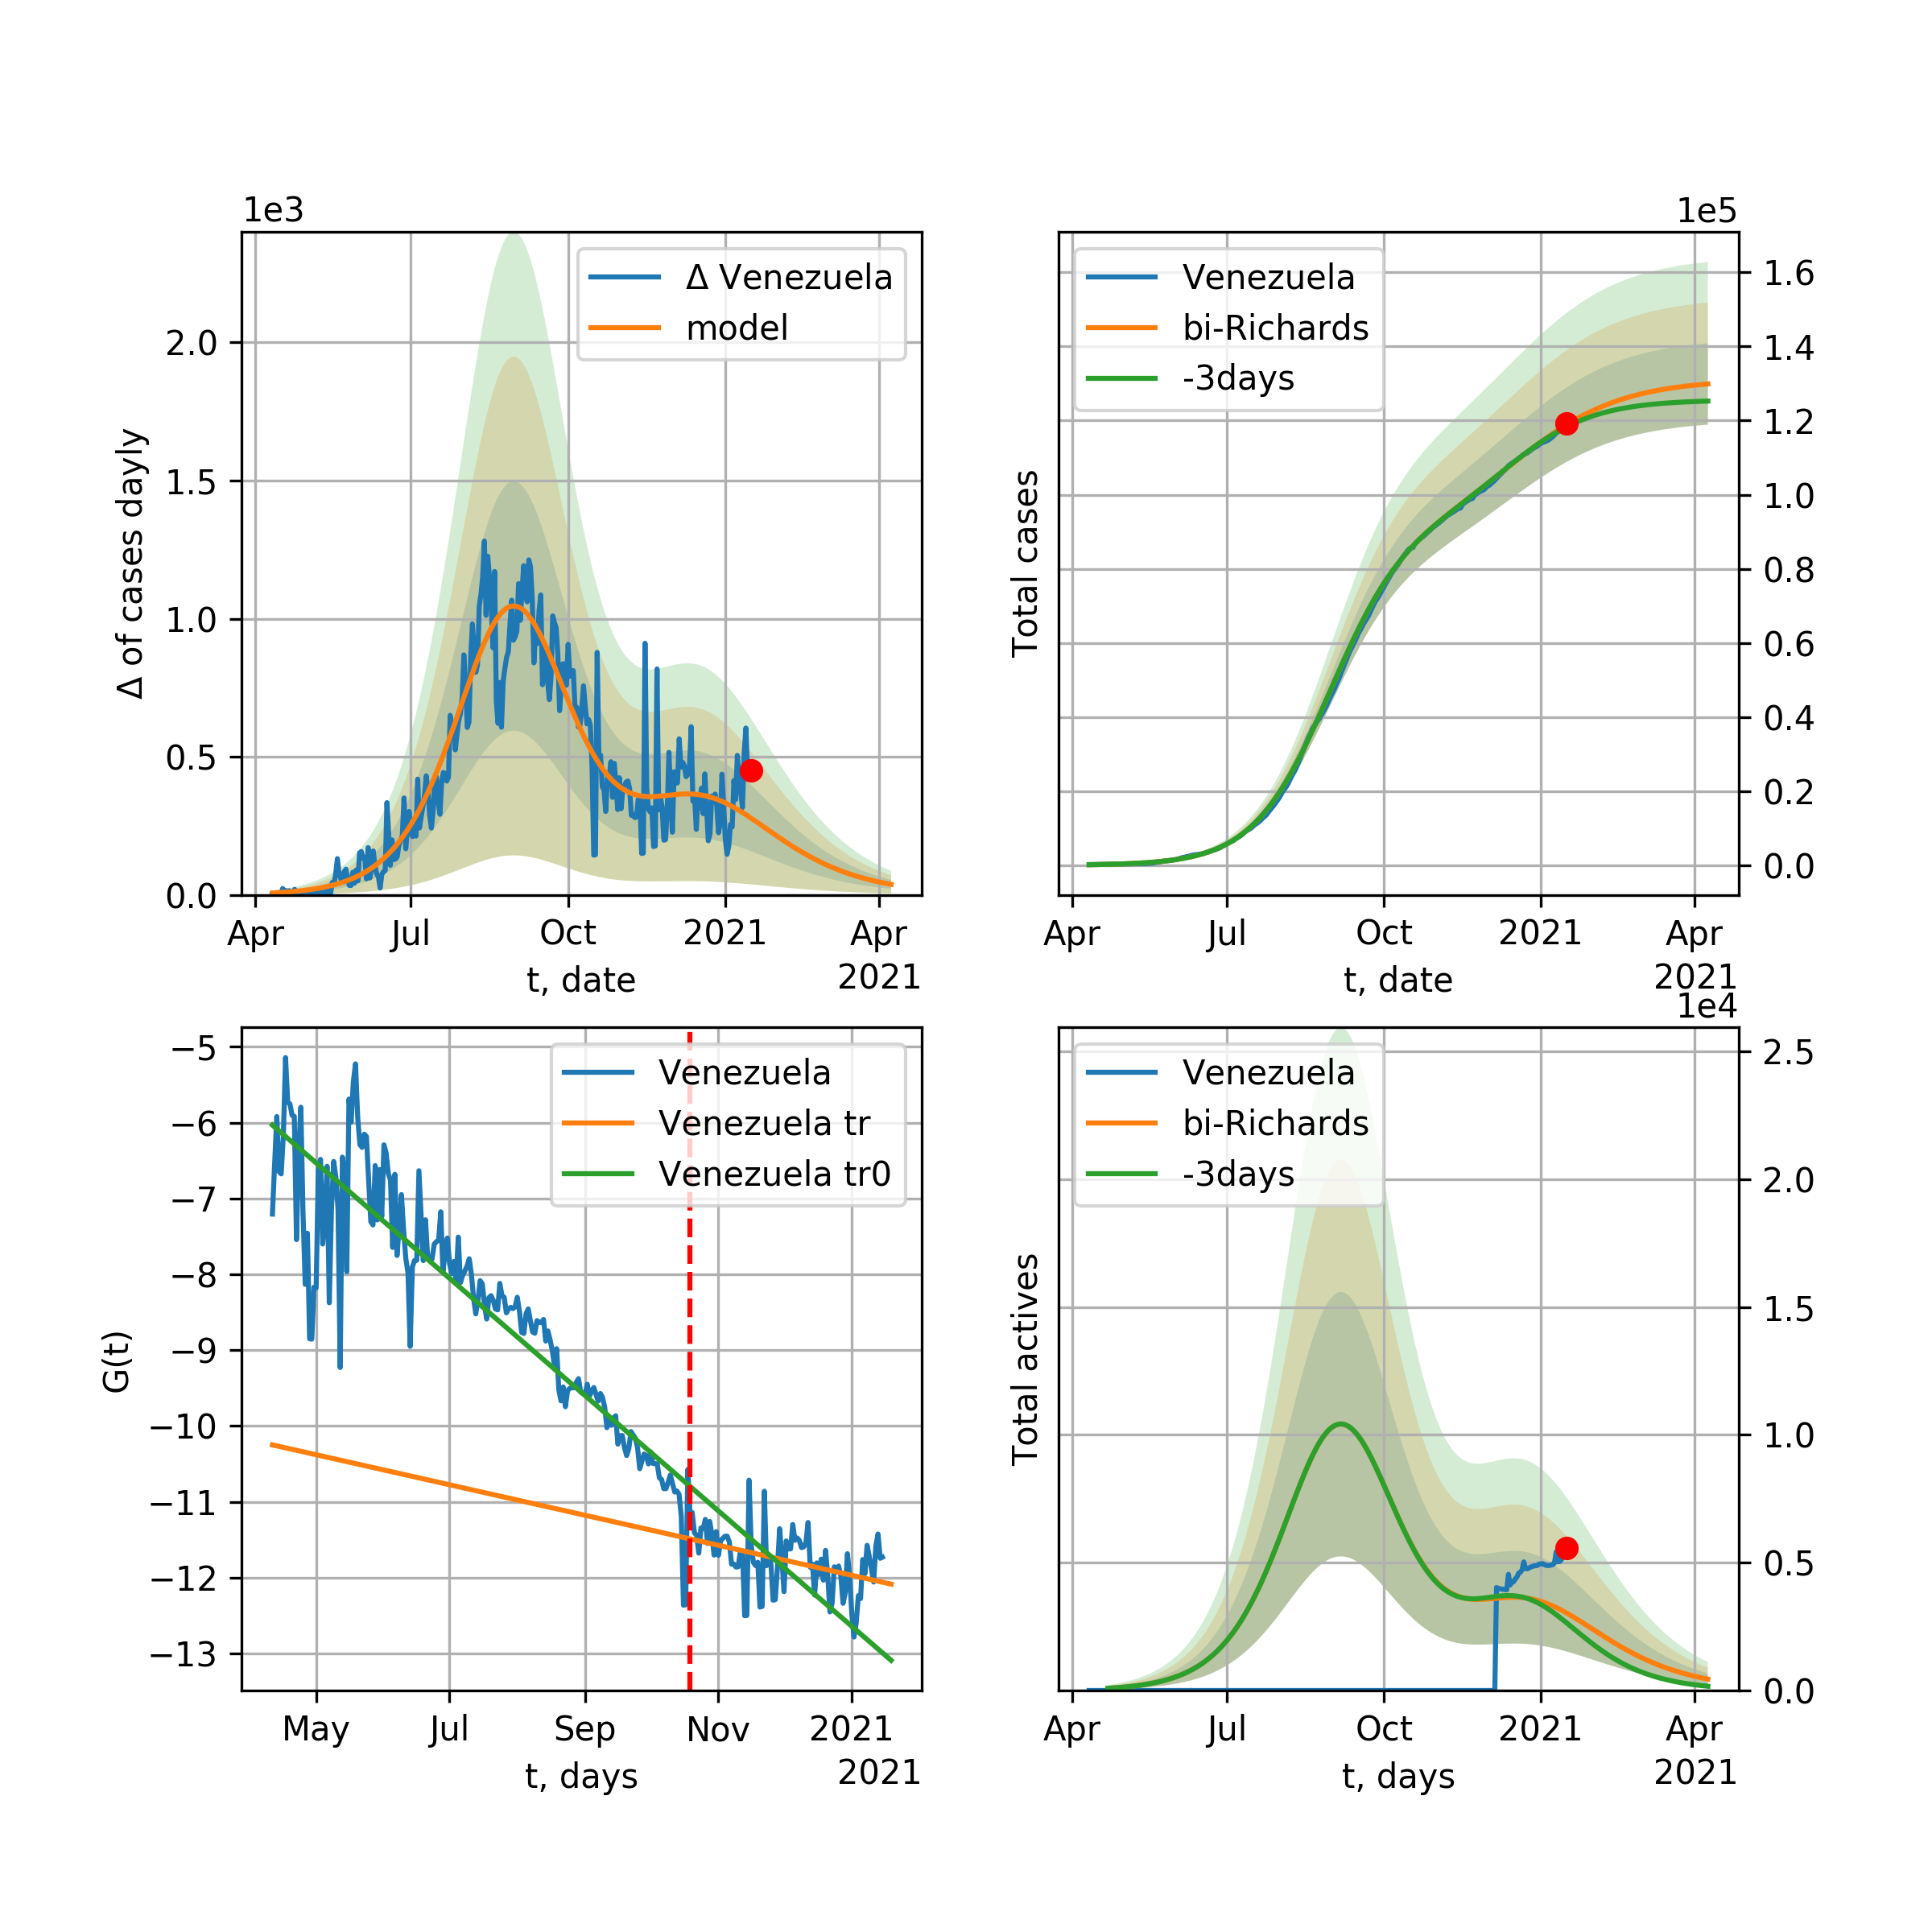 1e3
Δ of cases dayly
2.0
1.5
1.0
0.5
0.0
Δ Venezuela
model
Apr
Jul
Oct
2021
Apr
2021
t, date
1e5
Total cases
Venezuela
bi-Richards
-3days
1.6
1.4
1.2
1.0
0.8
0.6
0.4
0.2
0.0
Apr
Jul
Oct
2021
Apr
2021
t, date
G(t)
−5
−6
−7
−8
−9
−10
−11
−12
−13
Venezuela
Venezuela tr
Venezuela tr0
May
Jul
Sep
Nov
2021
2021
t, days
1e4
Total actives
Venezuela
bi-Richards
-3days
2.5
2.0
1.5
1.0
0.5
0.0
Apr
Jul
Oct
2021
Apr
2021
t, days